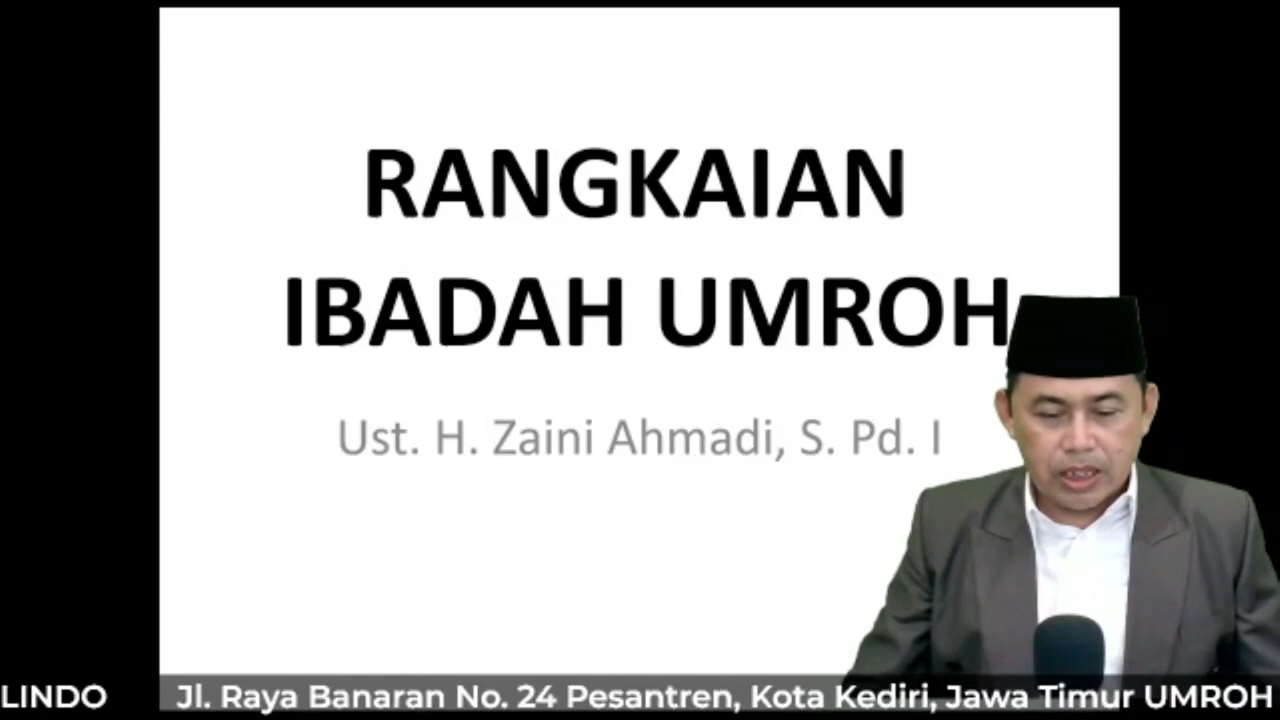 RANGKAIAN
IBADAH UMROH
Ust. H. Zaini Ahmadi, S. Pd. I
LINDO Jl. Raya Banaran No. 24 Pesantren, Kota Kediri, Jawa Timur UMROH